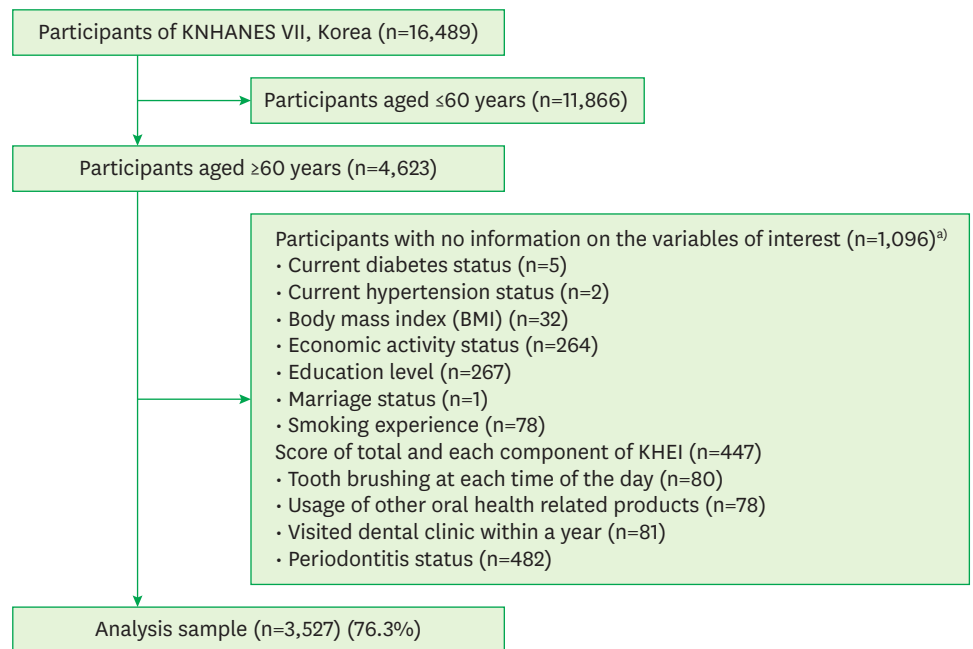 Participants of KNHANES VII, Korea (n=16,489)
Participants aged ≤60 years (n=11,866)
Participants aged ≥60 years (n=4,623)
Participants with no information on the variables of interest (n=1,096)a)
· Current diabetes status (n=5)
· Current hypertension status (n=2)
· Body mass index (BMI) (n=32)
· Economic activity status (n=264)
· Education level (n=267)
· Marriage status (n=1)
· Smoking experience (n=78)
Score of total and each component of KHEI (n=447)
· Tooth brushing at each time of the day (n=80)
· Usage of other oral health related products (n=78)
· Visited dental clinic within a year (n=81)
· Periodontitis status (n=482)
Analysis sample (n=3,527) (76.3%)